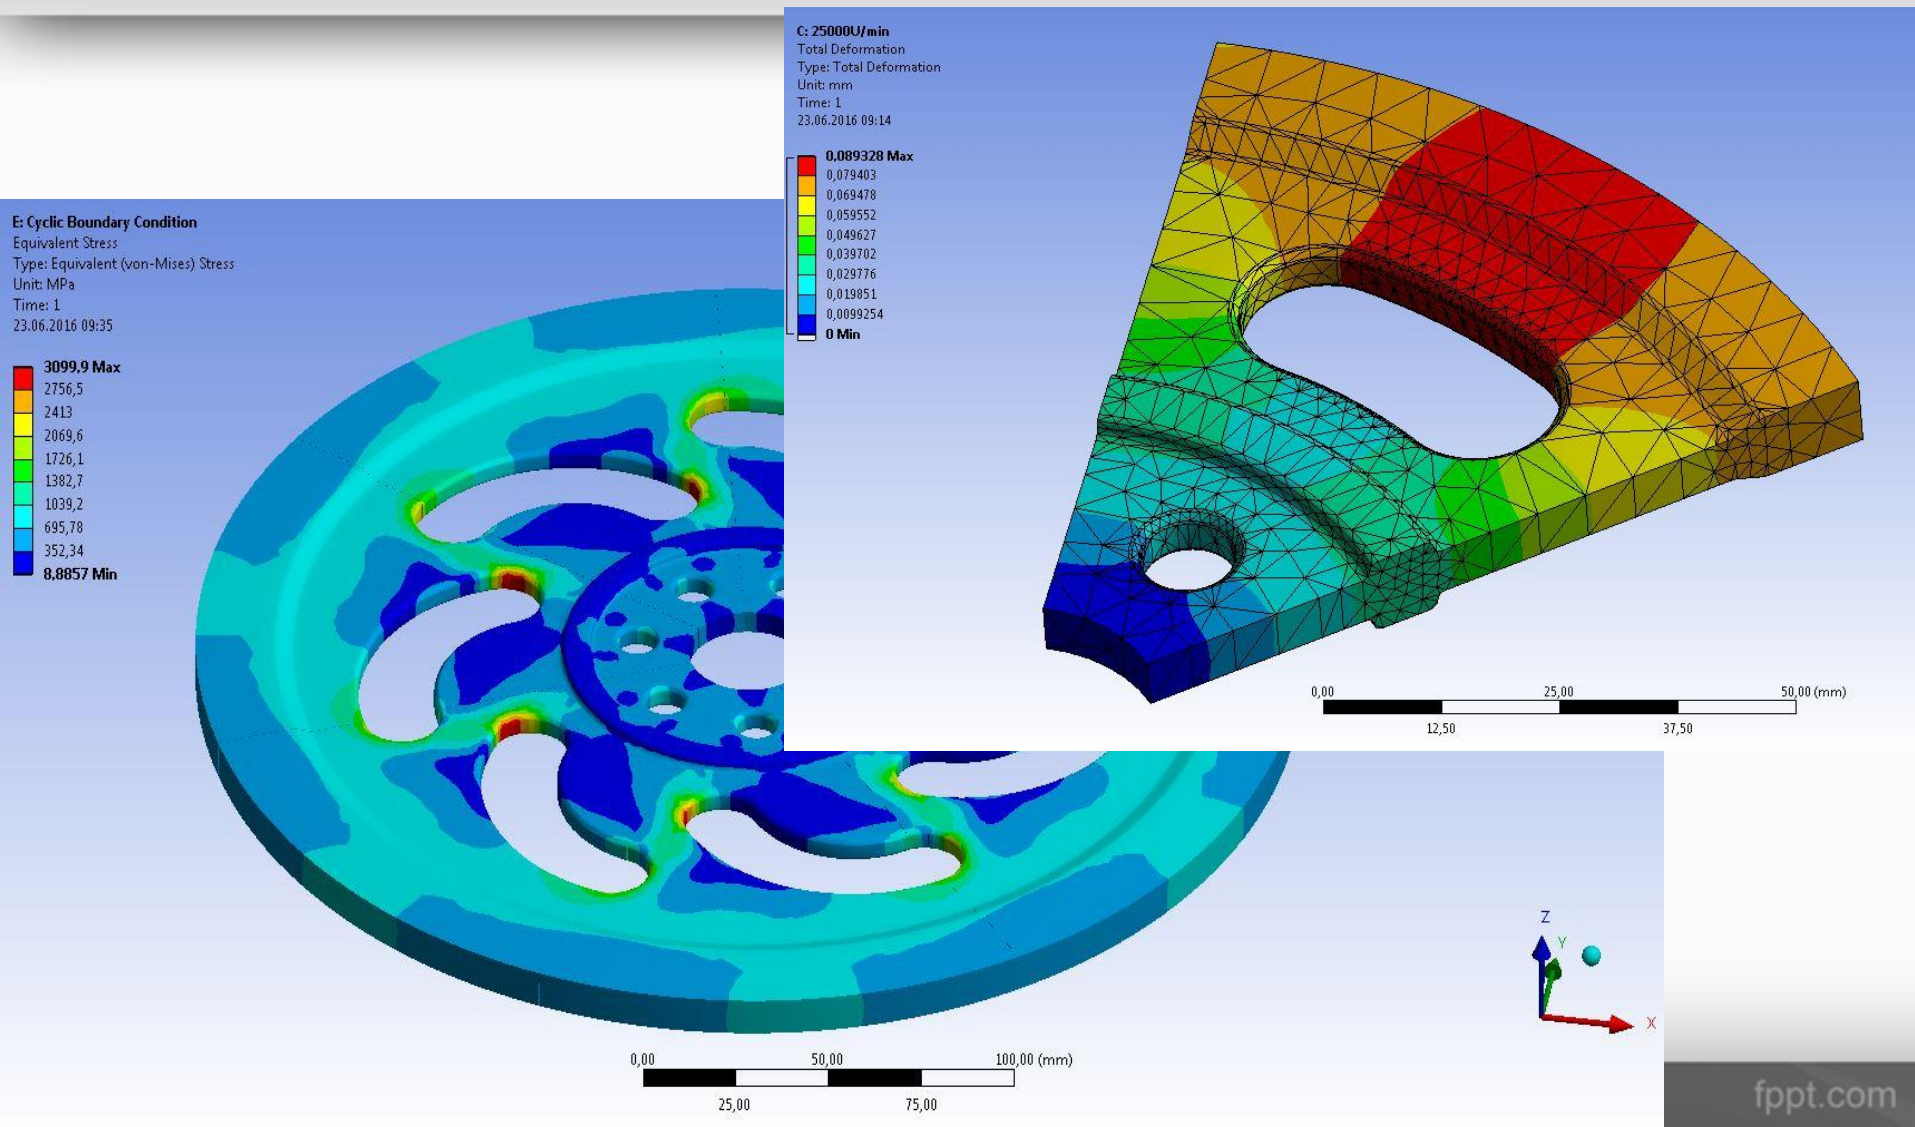 C: 25000U/min
Total Deformation
Type: Total Deformation
Unit: mm
Time: 1
23.06.2016 09:14
0,089328 Max
0,079403
0,069478
0,059552
0,049627
0,039702
0,029776
0,019851
0,0099254
0 Min
0,00 25,00 50,00 (mm)
12,50 37,50
E: Cyclic Boundary Condition
Equivalent Stress
Type: Equivalent (von-Mises) Stress
Unit: MPa
Time: 1
23.06.2016 09:35
3099,9 Max
2756,5
2413
2069,6
1726,1
1382,7
1039,2
695,78
352,34
8,8857 Min
Z
Y
X
0,00 50,00 100,00 (mm)
25,00 75,00
fppt.com